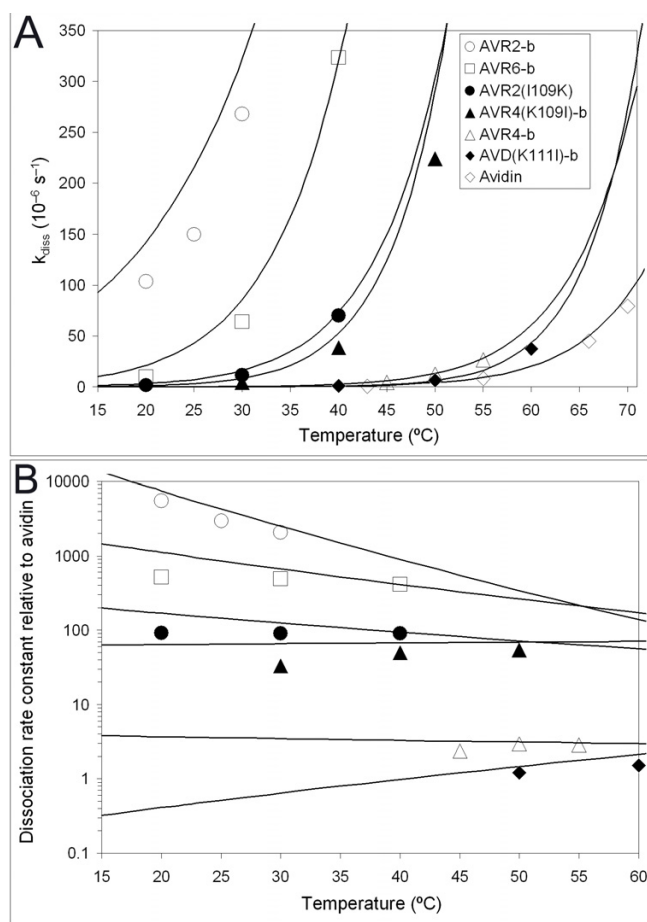 A
k_diss (10⁻⁶ s⁻¹)
350
300
250
200
150
100
50
0
AVR2-b
AVR6-b
AVR2(I109K)
AVR4(K109I)-b
AVR4-b
AVD(K111I)-b
Avidin
15 20 25 30 35 40 45 50 55 60 65 70
Temperature (ºC)
B
Dissociation rate constant relative to avidin
10000
1000
100
10
1
0.1
15 20 25 30 35 40 45 50 55 60
Temperature (ºC)